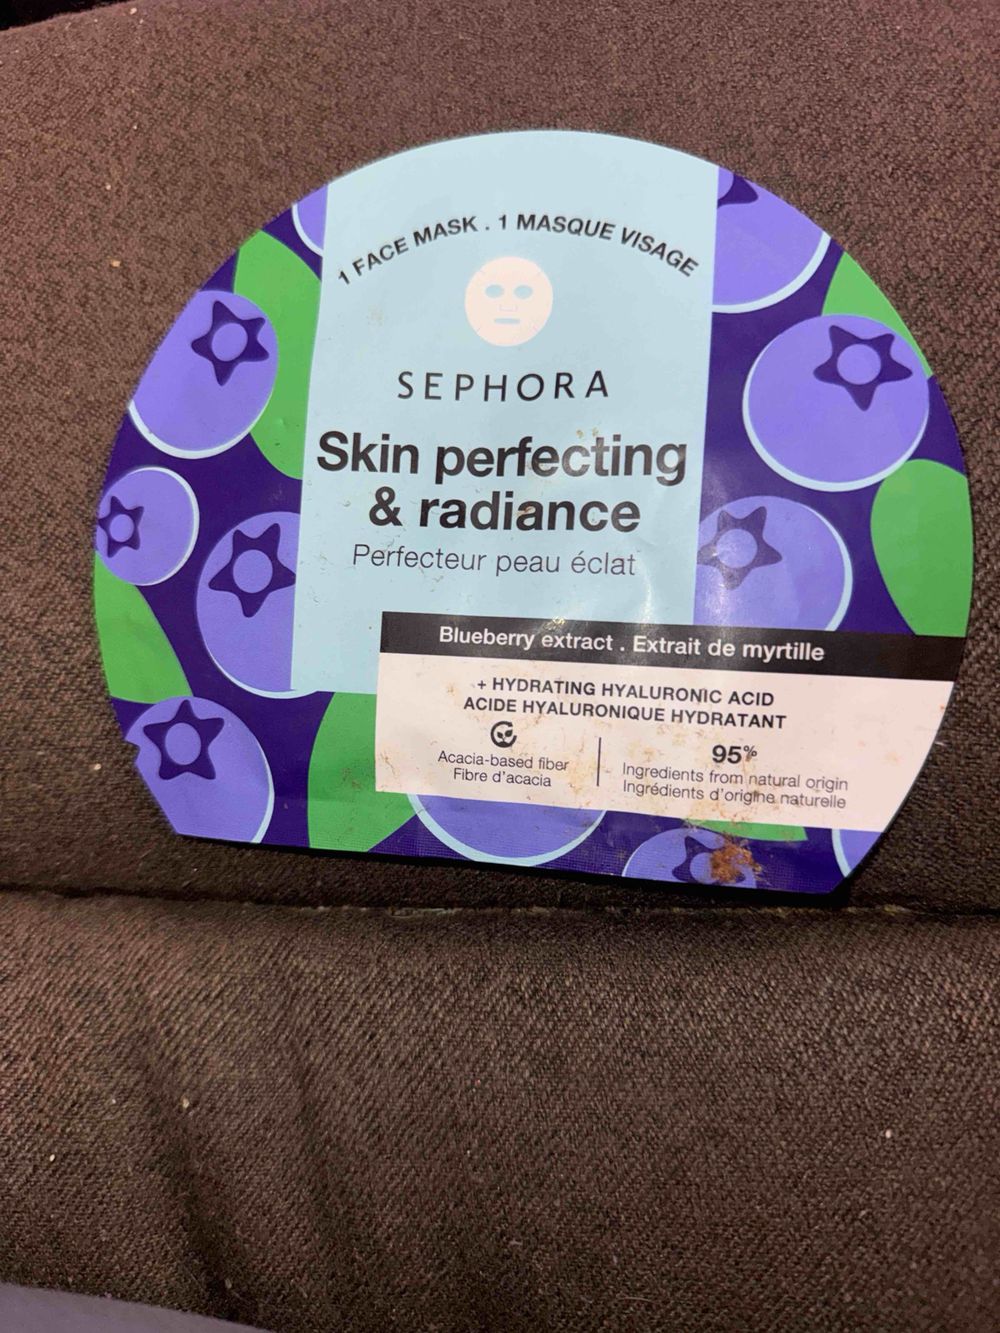 1 FACE MASK . 1 MASQUE VISAGE
SEPHORA
Skin perfecting
& radiance
Perfecteur peau éclat
Blueberry extract . Extrait de myrtille
+ HYDRATING HYALURONIC ACID
ACIDE HYALURONIQUE HYDRATANT
Acacia-based fiber
Fibre d'acacia
95%
Ingredients from natural origin
Ingrédients d'origine naturelle